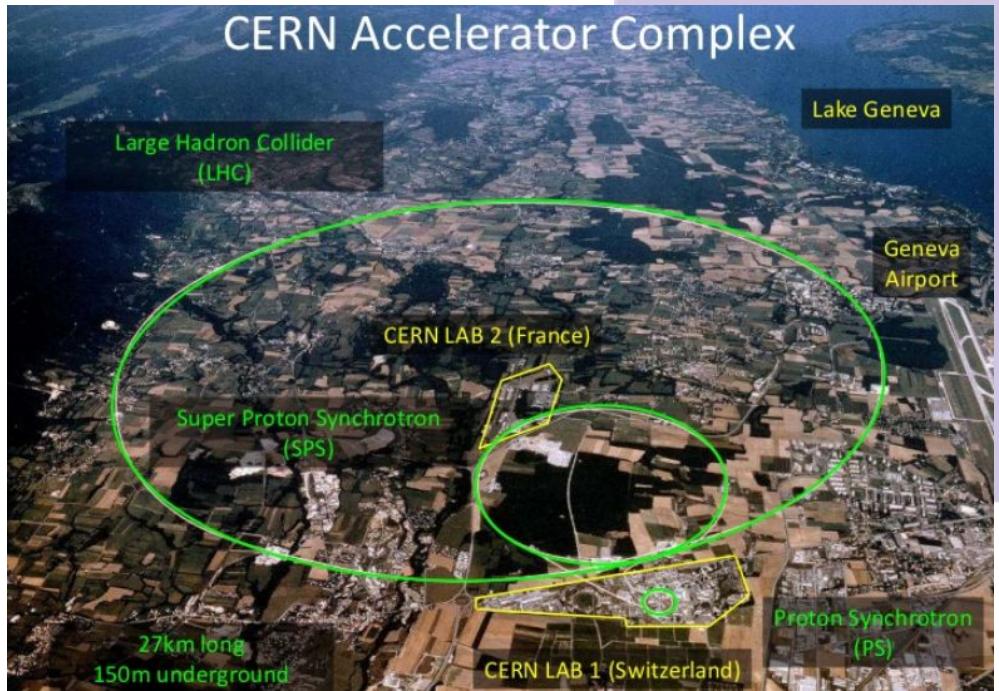 CERN Accelerator Complex
Lake Geneva
Large Hadron Collider
(LHC)
Geneva
Airport
CERN LAB 2 (France)
Super Proton Synchrotron
(SPS)
Proton Synchrotron
(PS)
27km long
150m underground
CERN LAB 1 (Switzerland)